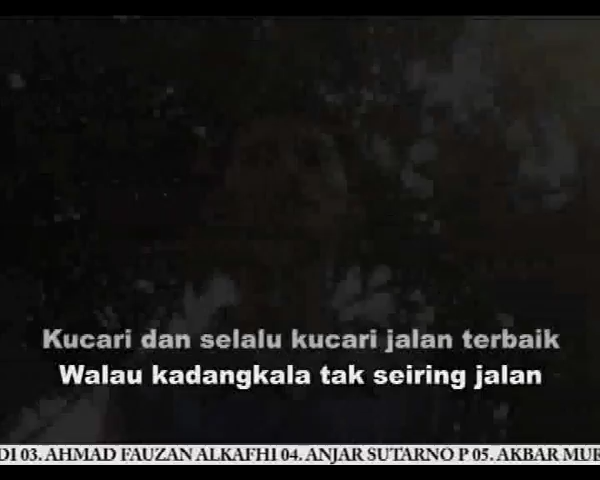 Kucari dan selalu kucari jalan terbaik
Walau kadangkala tak seiring jalan
03. AHMAD FAUZAN ALKAFHI 04. ANJAR SUTARNO P 05. AKBAR